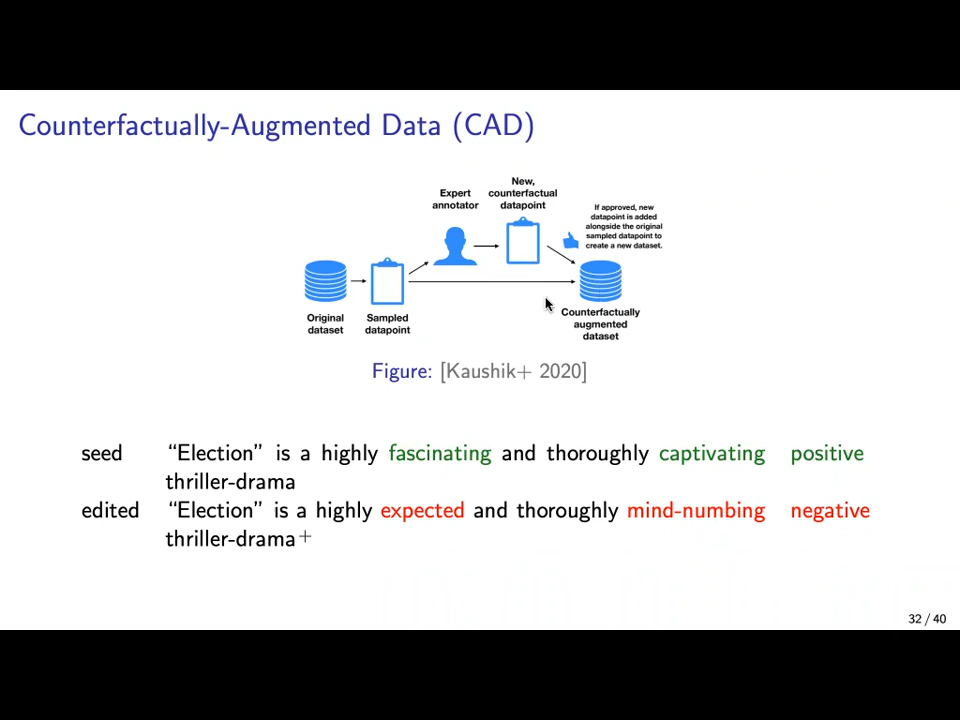 Counterfactually-Augmented Data (CAD)
New,
counterfactual
datapoint
Expert
annotator
If approved, new
datapoint is added
alongside the original
sampled datapoint to
create a new dataset.
Original
dataset
Sampled
datapoint
Counterfactually
augmented
dataset
Figure: [Kaushik+ 2020]
seed “Election” is a highly fascinating and thoroughly captivating positive
thriller-drama
edited “Election” is a highly expected and thoroughly mind-numbing negative
thriller-drama+
32 / 40